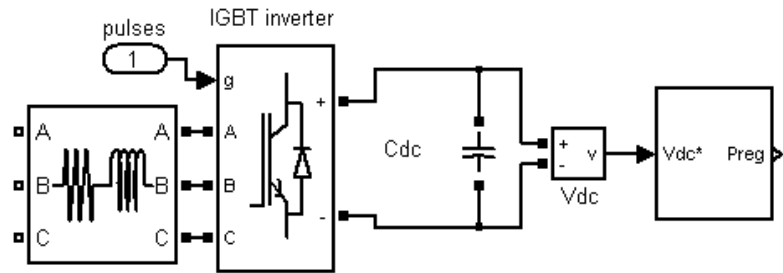 IGBT inverter
pulses
1
g
A A A +
B B B
C C C -
Cdc
+ v
-
Vdc
Vdc* Preg